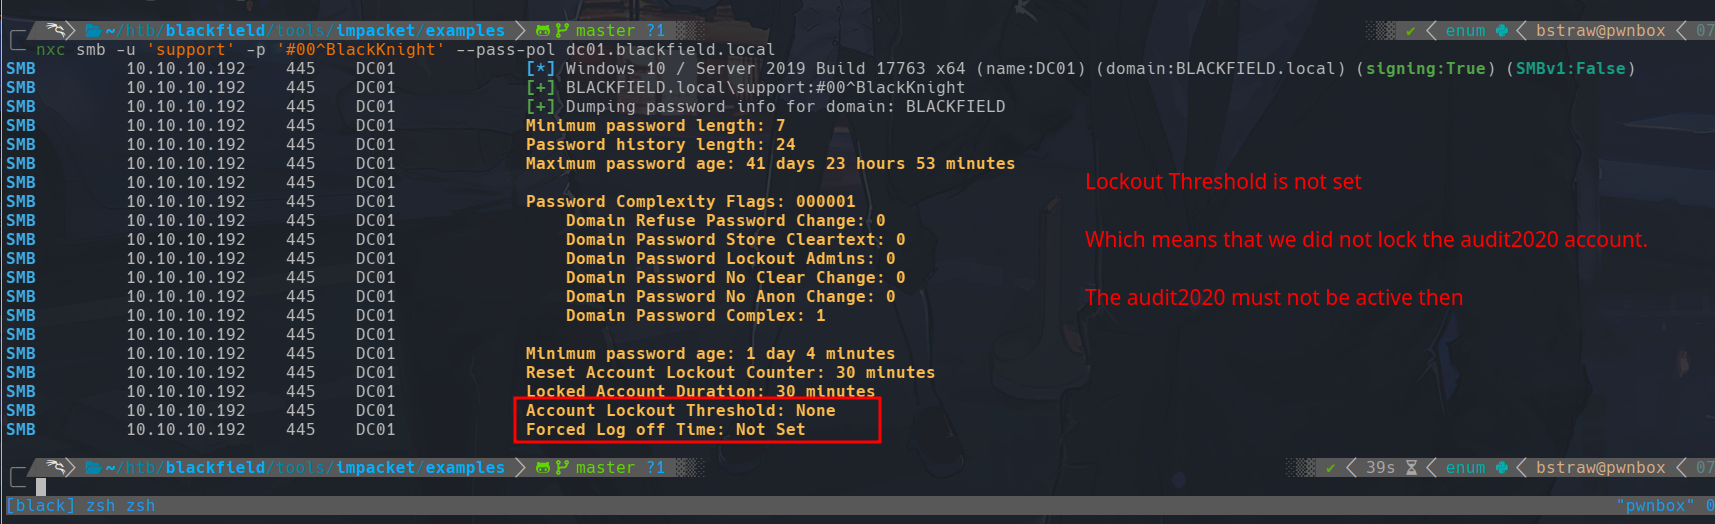 ~/htb/blackfield/tools/impacket/examples master ?1 ✔ enum bstraw@pwnbox 07
nxc smb -u 'support' -p '#00^BlackKnight' --pass-pol dc01.blackfield.local
SMB 10.10.10.192 445 DC01 [*] Windows 10 / Server 2019 Build 17763 x64 (name:DC01) (domain:BLACKFIELD.local) (signing:True) (SMBv1:False)
SMB 10.10.10.192 445 DC01 [+] BLACKFIELD.local\support:#00^BlackKnight
SMB 10.10.10.192 445 DC01 [+] Dumping password info for domain: BLACKFIELD
SMB 10.10.10.192 445 DC01 Minimum password length: 7
SMB 10.10.10.192 445 DC01 Password history length: 24
SMB 10.10.10.192 445 DC01 Maximum password age: 41 days 23 hours 53 minutes
SMB 10.10.10.192 445 DC01
Lockout Threshold is not set
SMB 10.10.10.192 445 DC01 Password Complexity Flags: 000001
SMB 10.10.10.192 445 DC01 Domain Refuse Password Change: 0
SMB 10.10.10.192 445 DC01 Domain Password Store Cleartext: 0
Which means that we did not lock the audit2020 account.
SMB 10.10.10.192 445 DC01 Domain Password Lockout Admins: 0
SMB 10.10.10.192 445 DC01 Domain Password No Clear Change: 0
SMB 10.10.10.192 445 DC01 Domain Password No Anon Change: 0
The audit2020 must not be active then
SMB 10.10.10.192 445 DC01 Domain Password Complex: 1
SMB 10.10.10.192 445 DC01
SMB 10.10.10.192 445 DC01 Minimum password age: 1 day 4 minutes
SMB 10.10.10.192 445 DC01 Reset Account Lockout Counter: 30 minutes
SMB 10.10.10.192 445 DC01 Locked Account Duration: 30 minutes
SMB 10.10.10.192 445 DC01 Account Lockout Threshold: None
SMB 10.10.10.192 445 DC01 Forced Log off Time: Not Set
~/htb/blackfield/tools/impacket/examples master ?1 ✔ 39s enum bstraw@pwnbox 07
[black] zsh zsh "pwnbox" 0